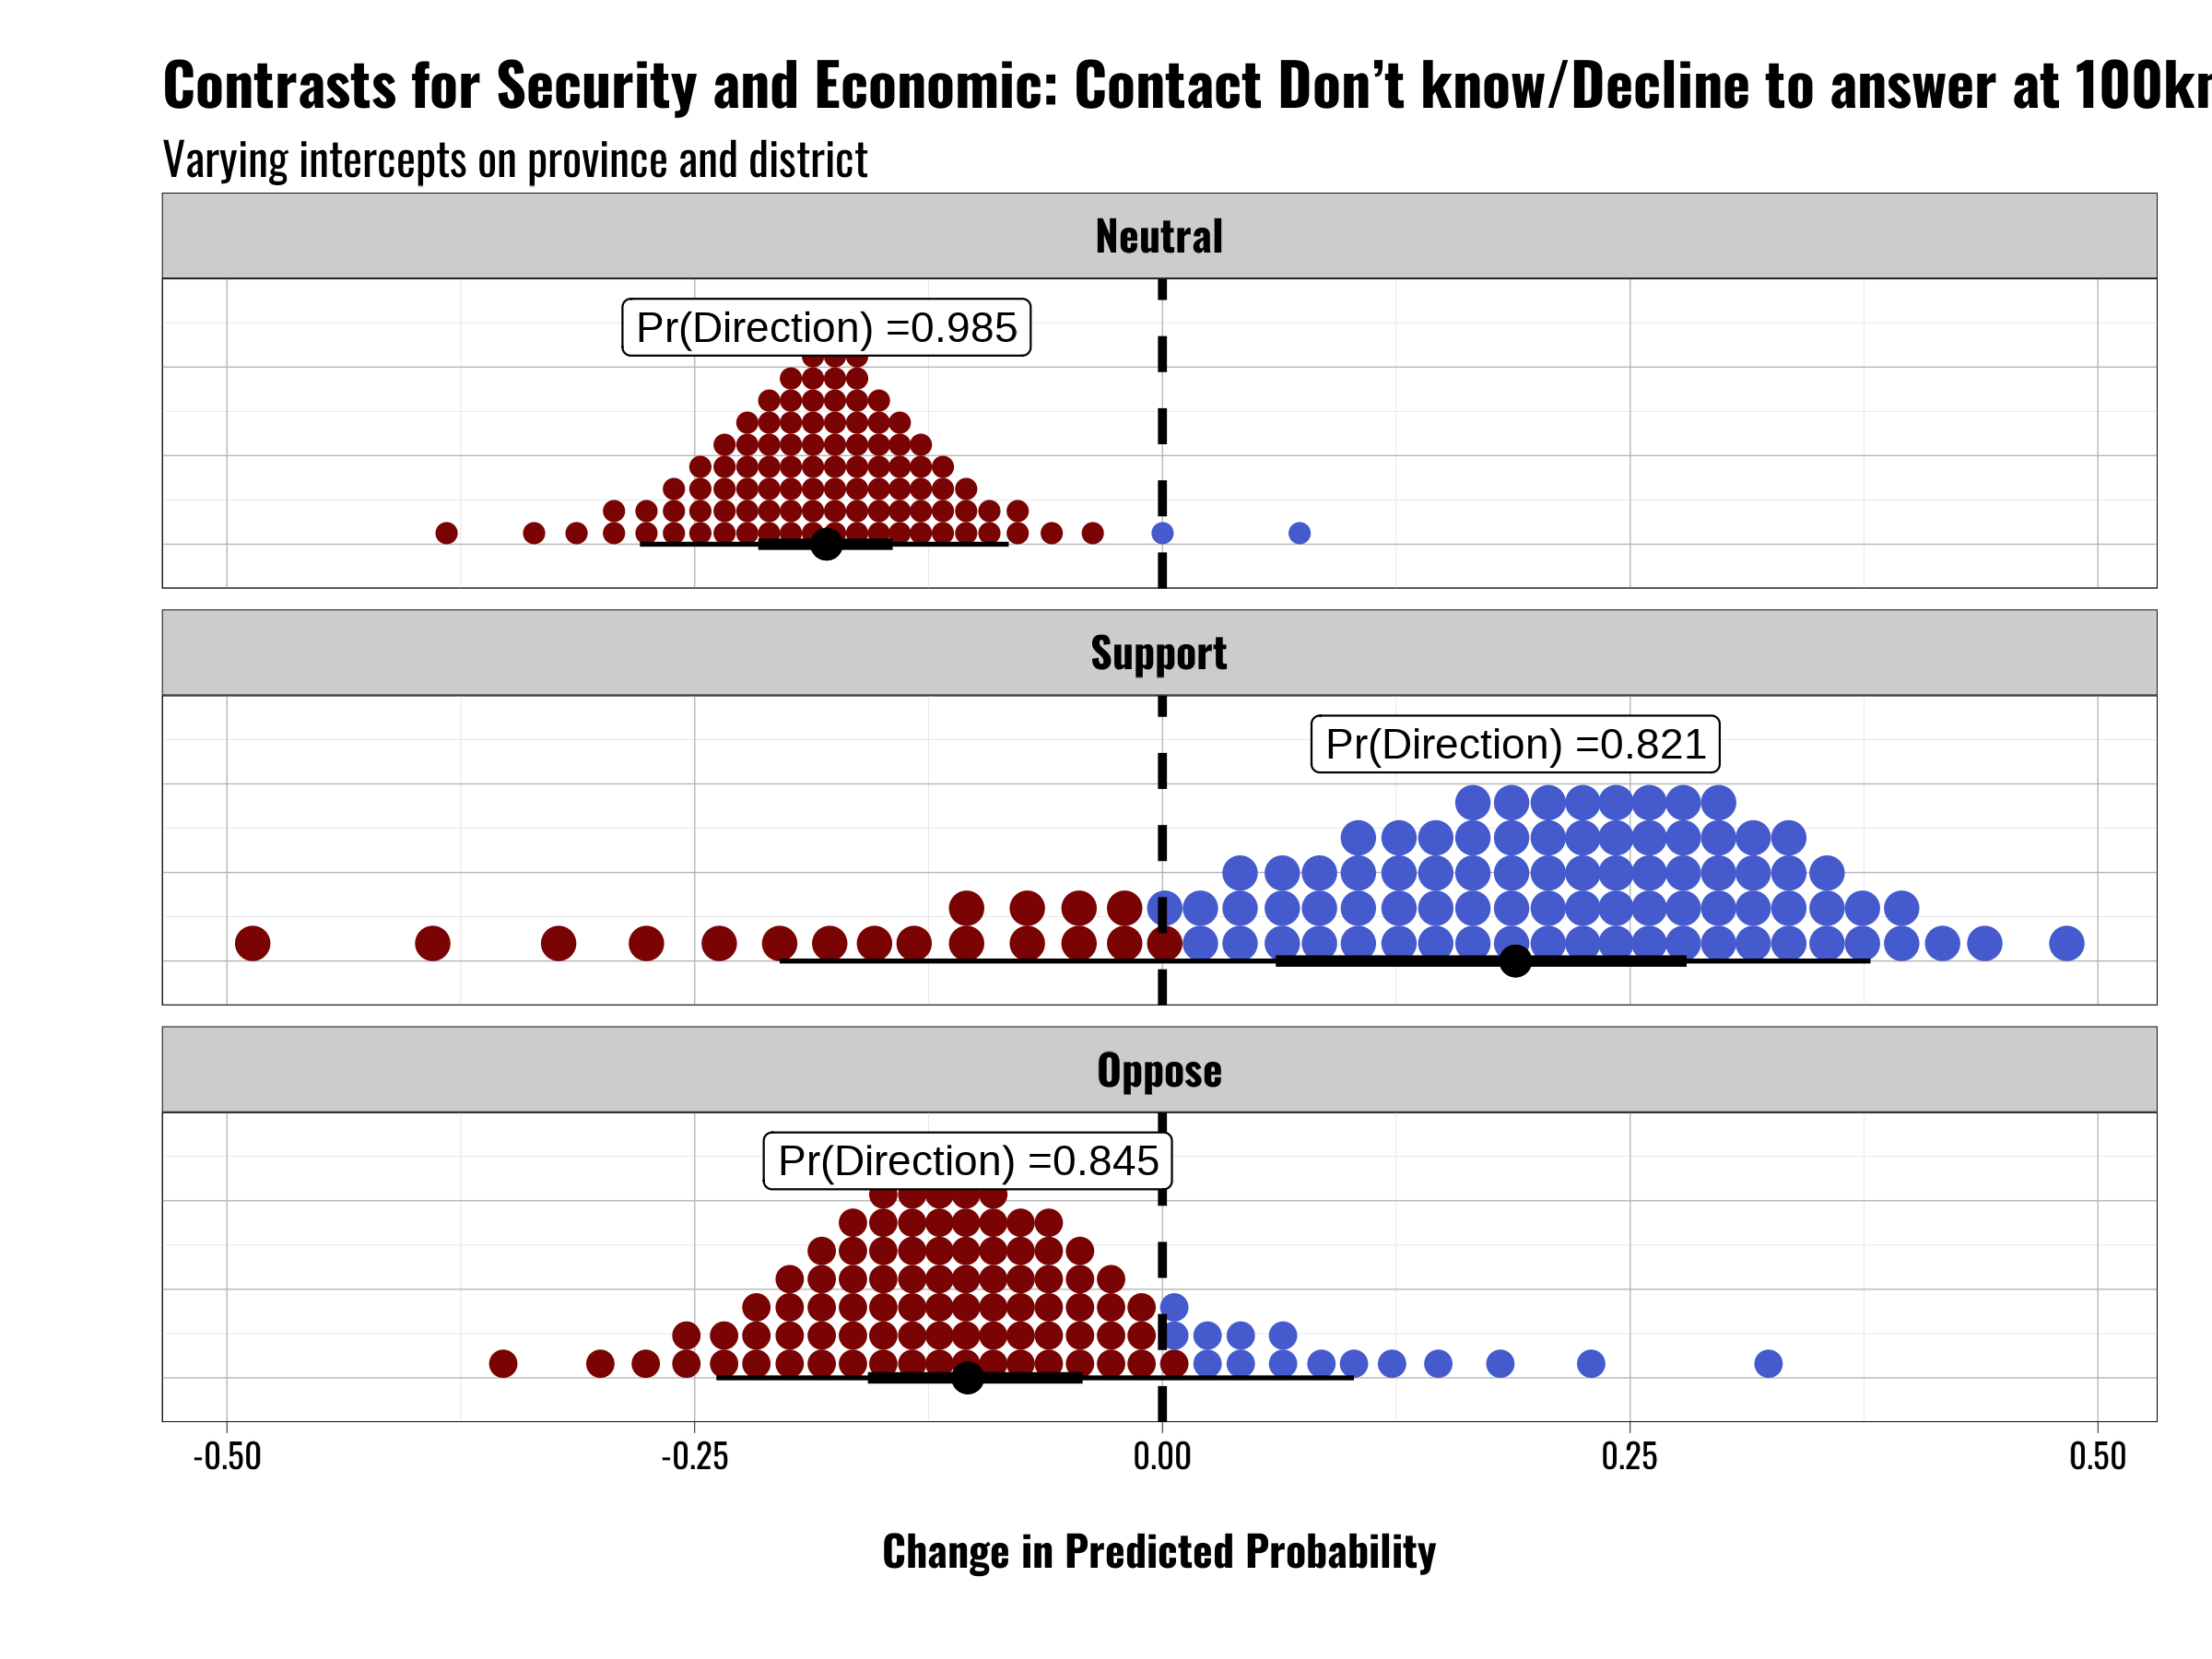 Contrasts for Security and Economic: Contact Don’t know/Decline to answer at 100k
Varying intercepts on province and district
Neutral
Pr(Direction) =0.985
Support
Pr(Direction) =0.821
Oppose
Pr(Direction) =0.845
-0.50 -0.25 0.00 0.25 0.50
Change in Predicted Probability